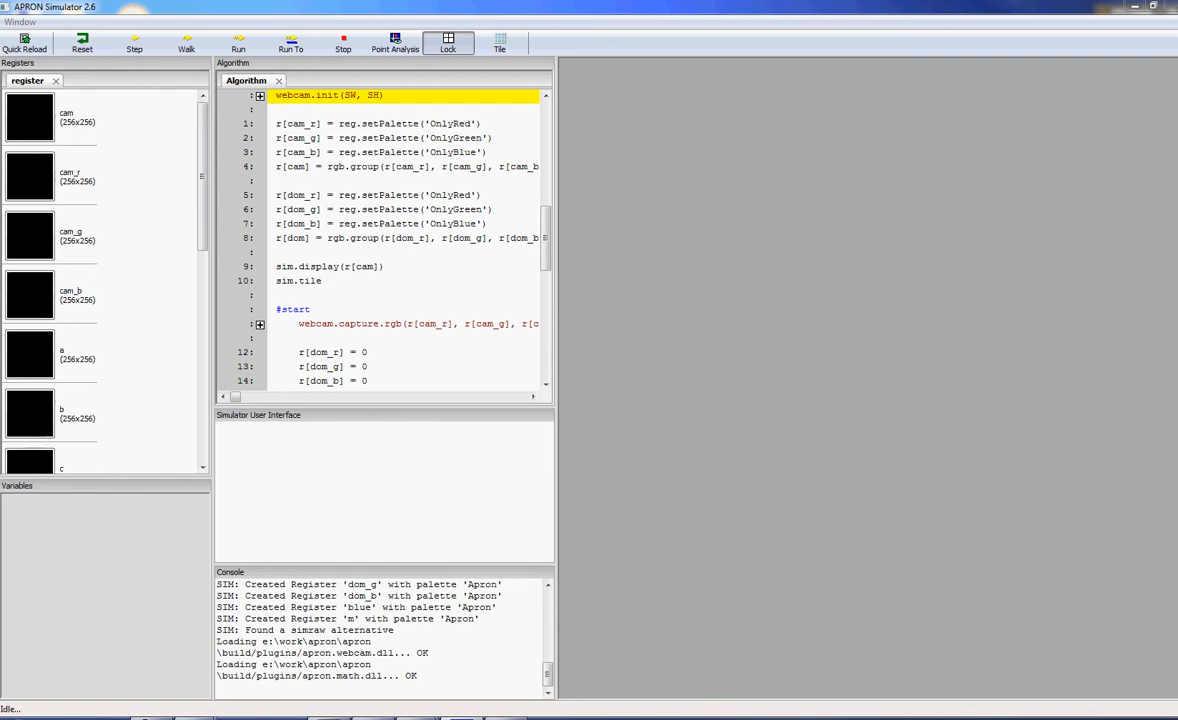 APRON Simulator 2.6
Window
Quick Reload Reset Step Walk Run Run To Stop Point Analysis Lock Tile
Registers
register
cam
(256x256)
cam_r
(256x256)
cam_g
(256x256)
cam_b
(256x256)
a
(256x256)
b
(256x256)
c
Variables
Algorithm
Algorithm
: webcam.init(SW, SH)
:
1: r[cam_r] = reg.setPalette('OnlyRed')
2: r[cam_g] = reg.setPalette('OnlyGreen')
3: r[cam_b] = reg.setPalette('OnlyBlue')
4: r[cam] = rgb.group(r[cam_r], r[cam_g], r[cam_b
:
5: r[dom_r] = reg.setPalette('OnlyRed')
6: r[dom_g] = reg.setPalette('OnlyGreen')
7: r[dom_b] = reg.setPalette('OnlyBlue')
8: r[dom] = rgb.group(r[dom_r], r[dom_g], r[dom_b
:
9: sim.display(r[cam])
10: sim.tile
:
: #start
: webcam.capture.rgb(r[cam_r], r[cam_g], r[c
:
12: r[dom_r] = 0
13: r[dom_g] = 0
14: r[dom_b] = 0
Simulator User Interface
Console
SIM: Created Register 'dom_g' with palette 'Apron'
SIM: Created Register 'dom_b' with palette 'Apron'
SIM: Created Register 'blue' with palette 'Apron'
SIM: Created Register 'm' with palette 'Apron'
SIM: Found a simraw alternative
Loading e:\work\apron\apron
\build/plugins/apron.webcam.dll... OK
Loading e:\work\apron\apron
\build/plugins/apron.math.dll... OK
Idle...